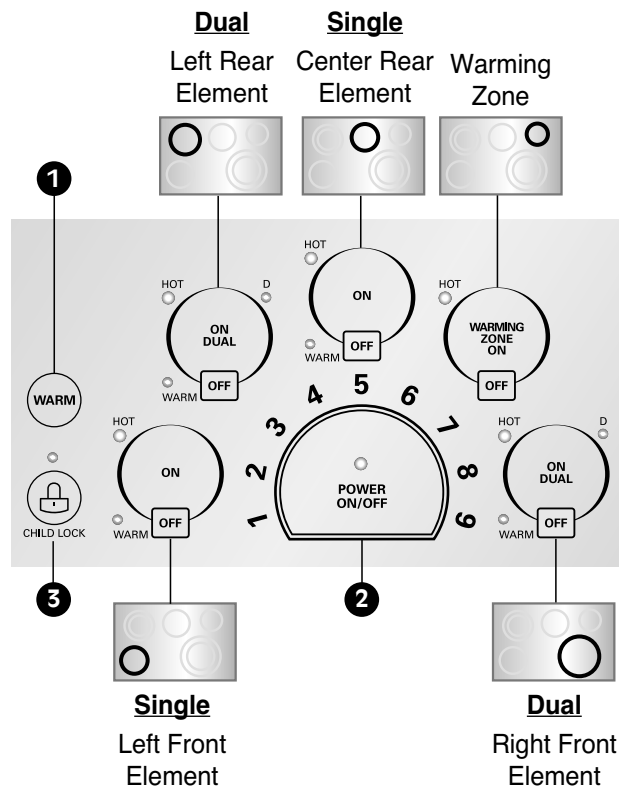 Dual
Left Rear
Element
Single
Center Rear
Element
Warming
Zone
1
HOT
ON
OFF
WARM
HOT
D
ON
DUAL
OFF
WARM
HOT
WARMING
ZONE
ON
OFF
WARM
HOT
ON
OFF
WARM
1
2
3
4
5
6
7
8
9
POWER
ON/OFF
HOT
D
ON
DUAL
OFF
WARM
CHILD LOCK
3
2
Single
Left Front
Element
Dual
Right Front
Element